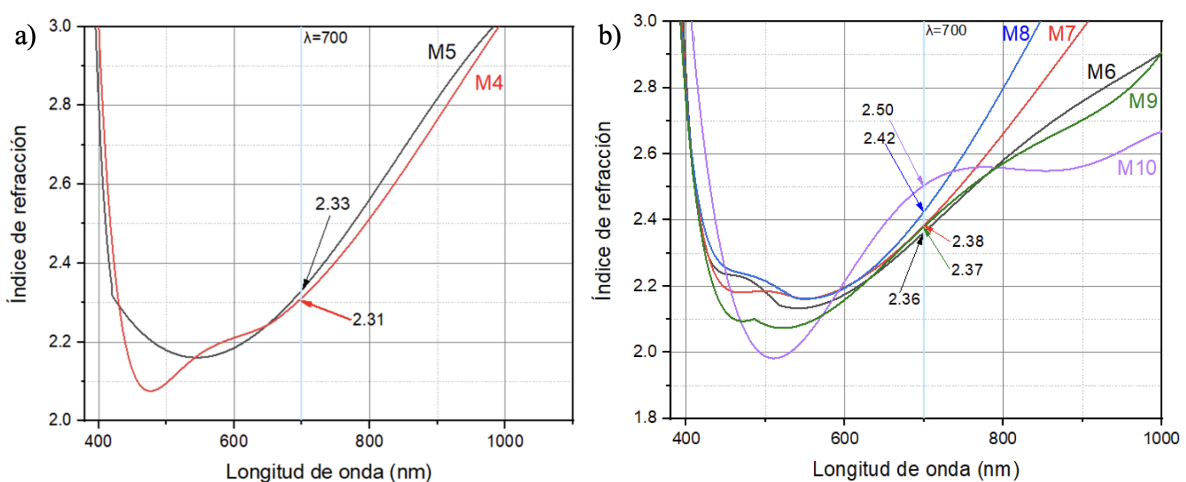 a)
λ=700
M5
M4
2.33
2.31
3.0
2.8
2.6
2.4
2.2
2.0
400 600 800 1000
Índice de refracción
Longitud de onda (nm)
b)
λ=700
M8
M7
M6
M9
M10
2.50
2.42
2.38
2.37
2.36
3.0
2.8
2.6
2.4
2.2
2.0
1.8
400 600 800 1000
Índice de refracción
Longitud de onda (nm)